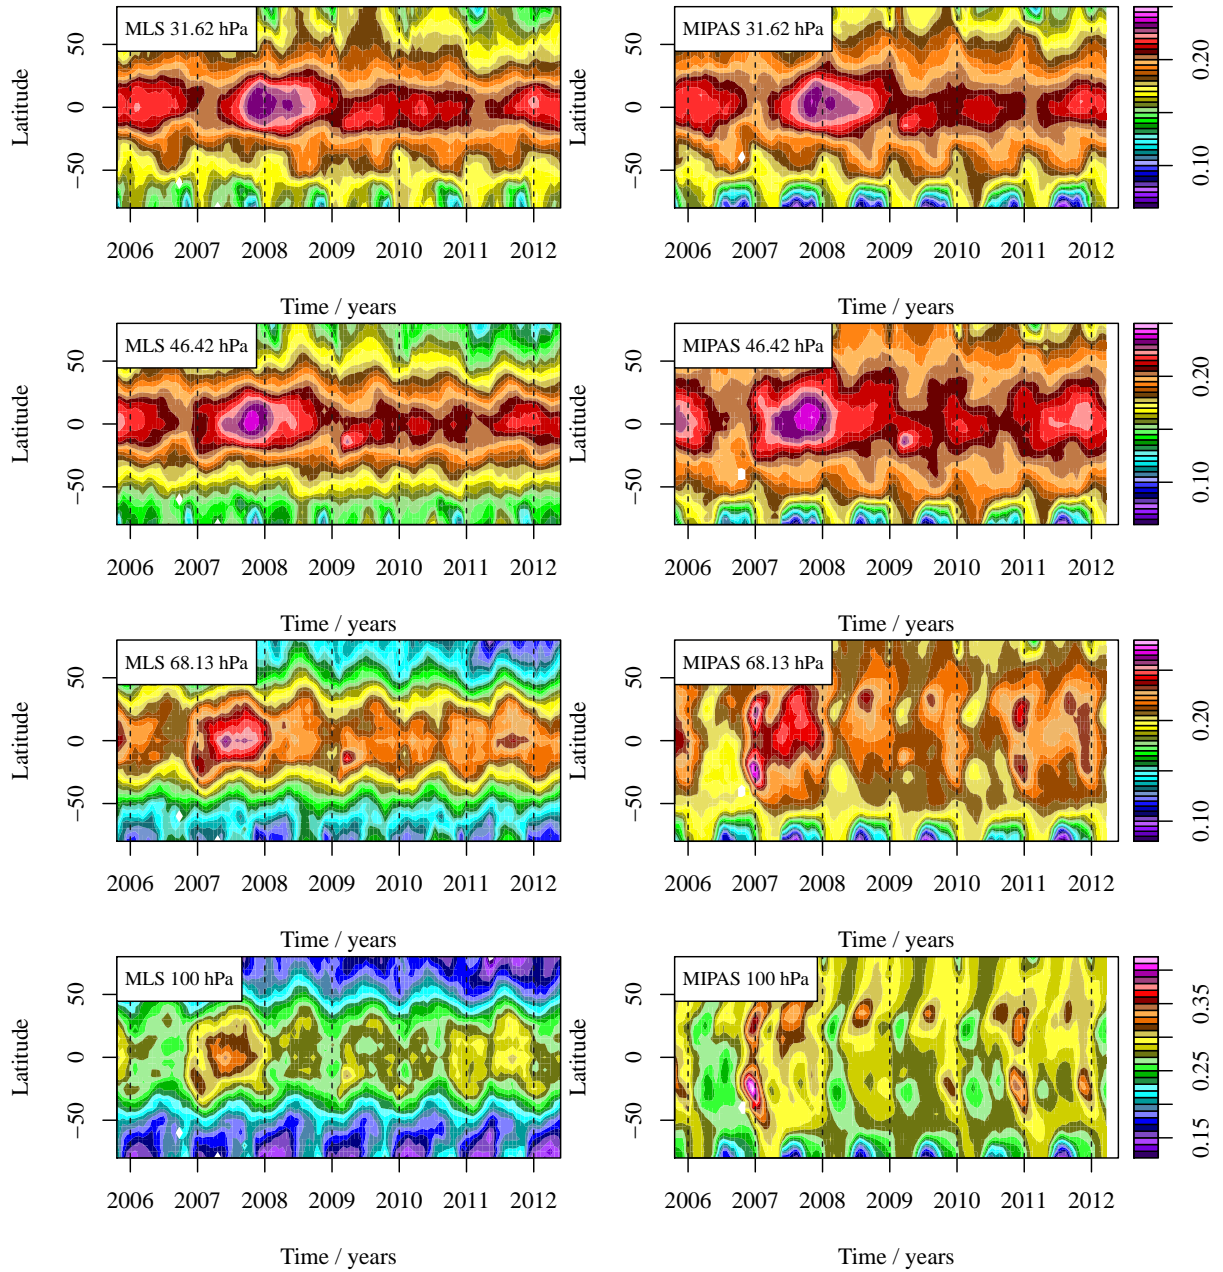 MLS 31.62 hPa
Latitude
50
0
−50
2006 2007 2008 2009 2010 2011 2012
Time / years
MIPAS 31.62 hPa
Latitude
50
0
−50
2006 2007 2008 2009 2010 2011 2012
Time / years
0.20
0.10
MLS 46.42 hPa
Latitude
50
0
−50
2006 2007 2008 2009 2010 2011 2012
Time / years
MIPAS 46.42 hPa
Latitude
50
0
−50
2006 2007 2008 2009 2010 2011 2012
Time / years
0.20
0.10
MLS 68.13 hPa
Latitude
50
0
−50
2006 2007 2008 2009 2010 2011 2012
Time / years
MIPAS 68.13 hPa
Latitude
50
0
−50
2006 2007 2008 2009 2010 2011 2012
Time / years
0.20
0.10
MLS 100 hPa
Latitude
50
0
−50
2006 2007 2008 2009 2010 2011 2012
Time / years
MIPAS 100 hPa
Latitude
50
0
−50
2006 2007 2008 2009 2010 2011 2012
Time / years
0.35
0.25
0.15